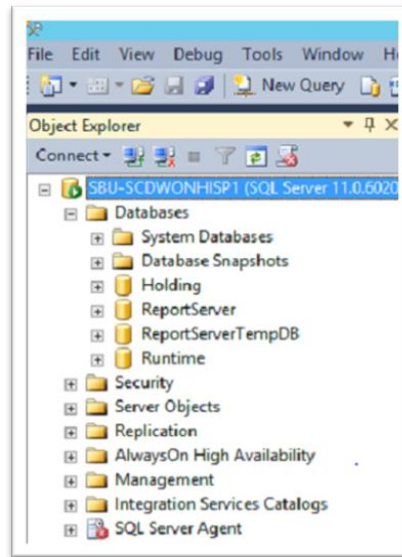 File Edit View Debug Tools Window
New Query
Object Explorer
Connect
SBU-SCDWONHISP1 (SQL Server 11.0.6020
Databases
System Databases
Database Snapshots
Holding
ReportServer
ReportServerTempDB
Runtime
Security
Server Objects
Replication
AlwaysOn High Availability
Management
Integration Services Catalogs
SQL Server Agent